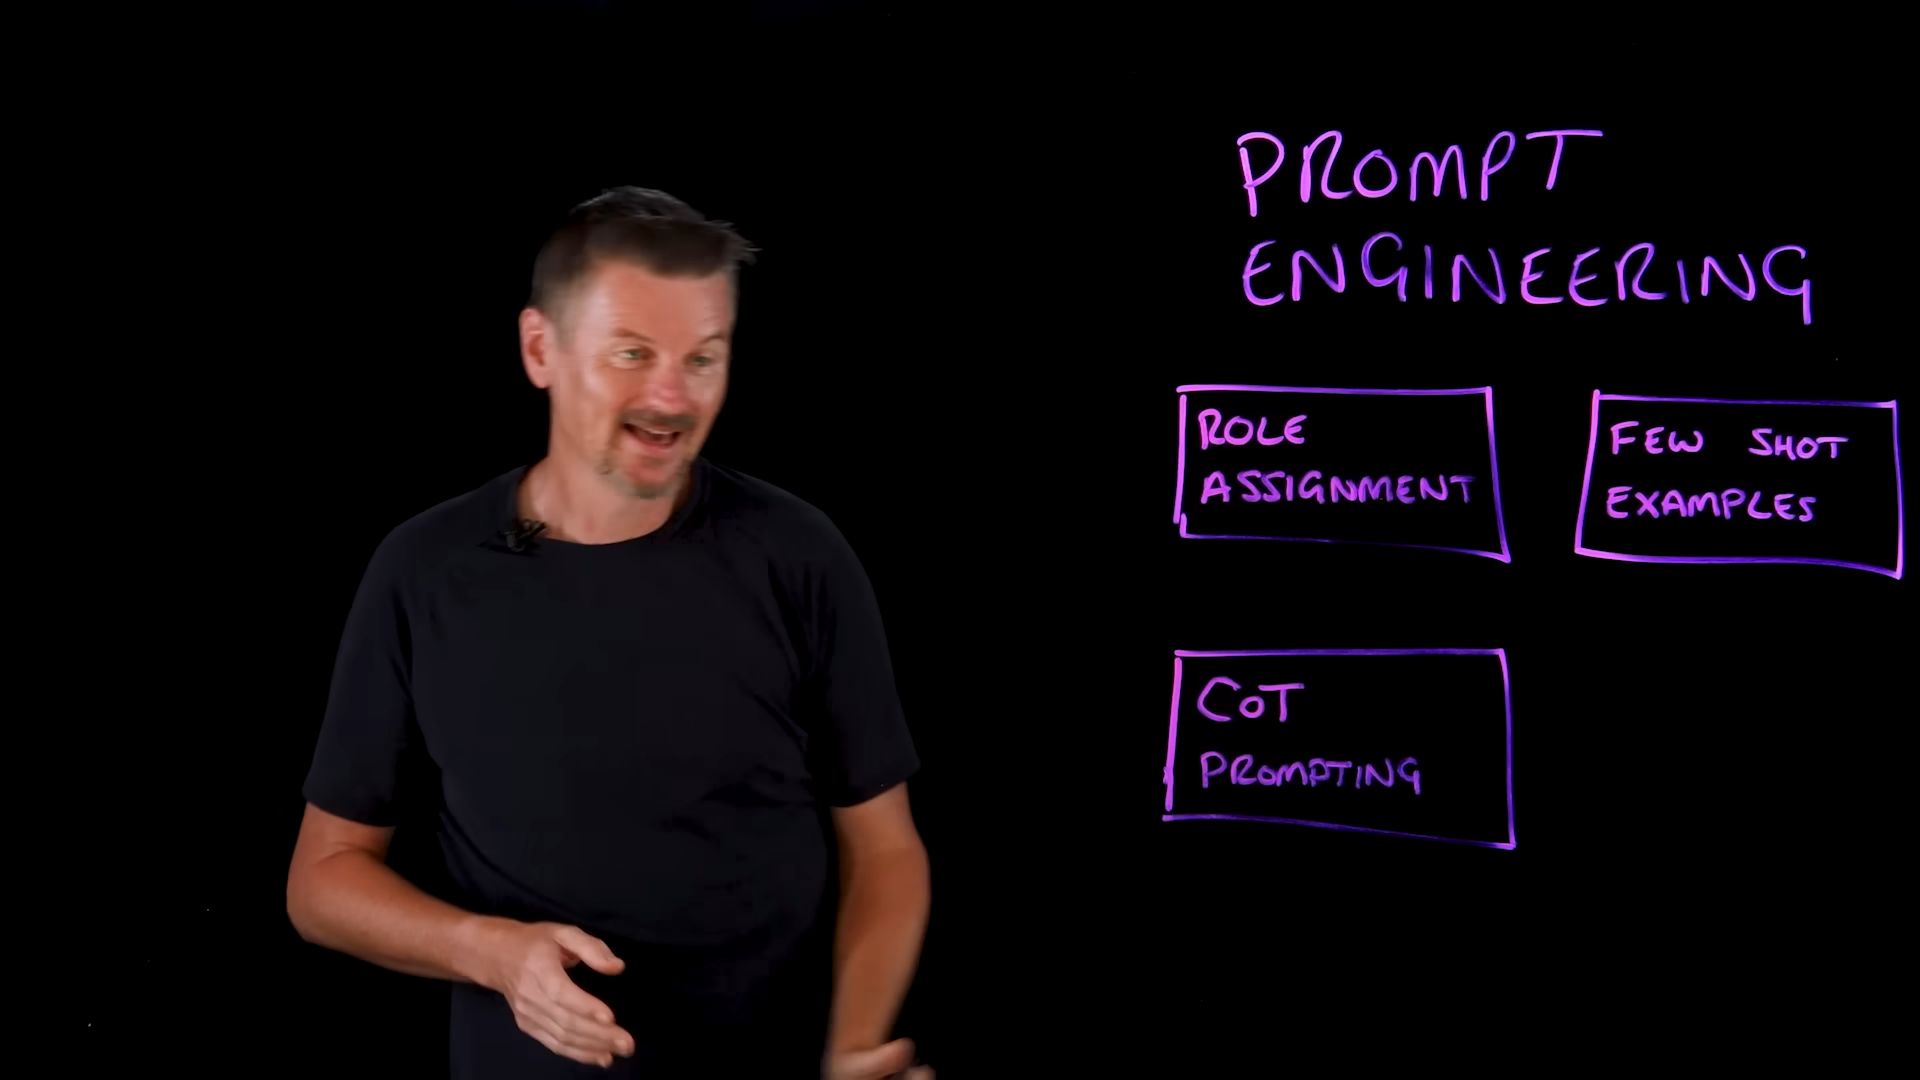 PROMPT
ENGINEERING
ROLE
ASSIGNMENT
FEW SHOT
EXAMPLES
CoT
PROMPTING